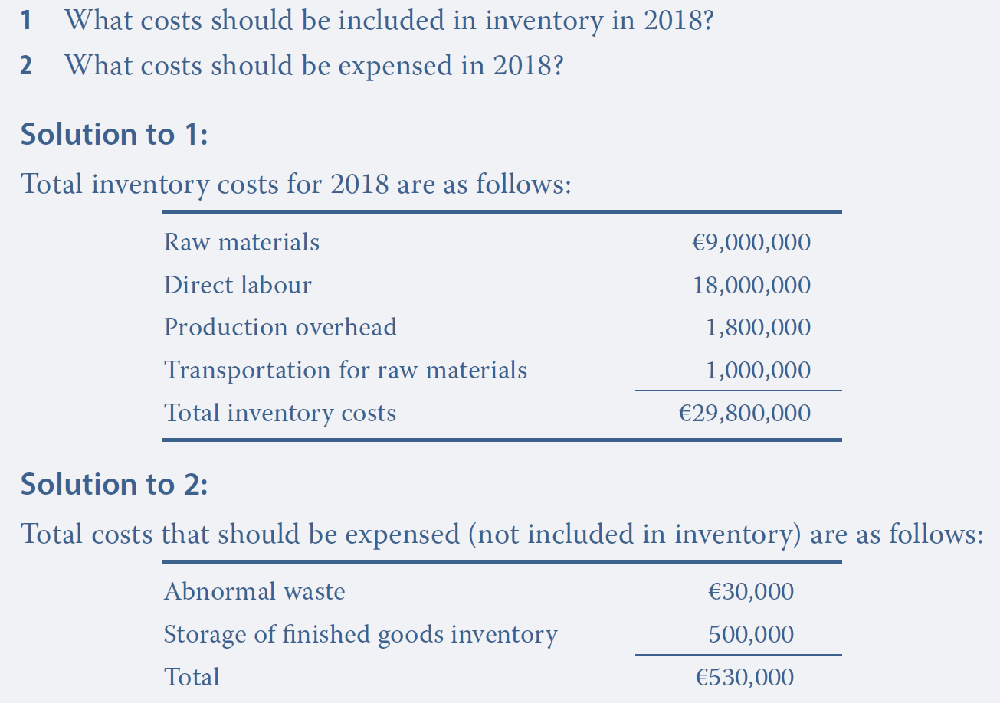 1 What costs should be included in inventory in 2018?
2 What costs should be expensed in 2018?
Solution to 1:
Total inventory costs for 2018 are as follows:
Raw materials €9,000,000
Direct labour 18,000,000
Production overhead 1,800,000
Transportation for raw materials 1,000,000
Total inventory costs €29,800,000
Solution to 2:
Total costs that should be expensed (not included in inventory) are as follows:
Abnormal waste €30,000
Storage of finished goods inventory 500,000
Total €530,000